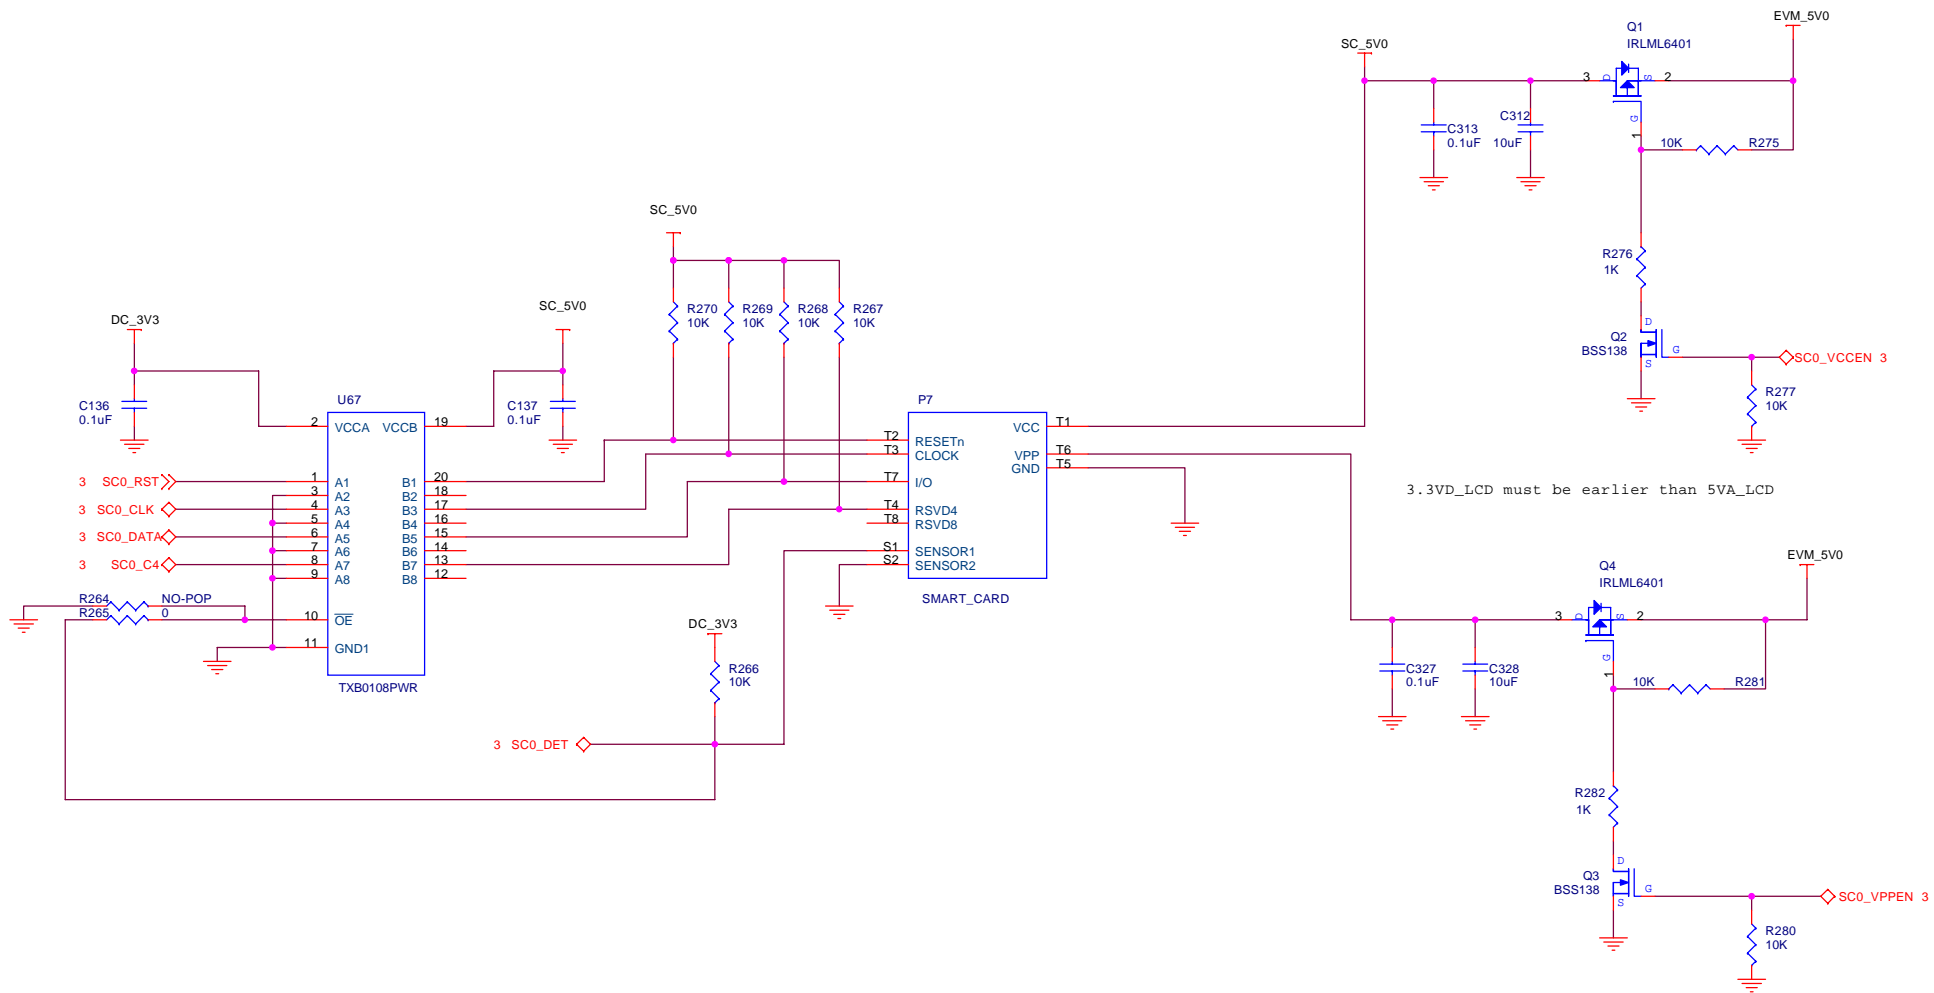 EVM_5V0
Q1
IRLML6401
SC_5V0
3 D S 2
G
1
C313
0.1uF
C312
10uF
10K R275
SC_5V0
R276
1K
R270
10K
R269
10K
R268
10K
R267
10K
DC_3V3
SC_5V0
Q2
BSS138
D
G
S
SC0_VCCEN 3
R277
10K
C136
0.1uF
C137
0.1uF
U67
2 VCCA VCCB 19
3 SC0_RST 1 A1 B1 20
3 A2 B2 18
3 SC0_CLK 4 A3 B3 17
5 A4 B4 16
3 SC0_DATA 6 A5 B5 15
7 A6 B6 14
3 SC0_C4 8 A7 B7 13
9 A8 B8 12
R264 NO-POP
R265 0 10 OE
11 GND1
TXB0108PWR
P7
VCC T1
T2 RESETn
T3 CLOCK VPP T6
GND T5
T7 I/O
T4 RSVD4
T8 RSVD8
S1 SENSOR1
S2 SENSOR2
SMART_CARD
3.3VD_LCD must be earlier than 5VA_LCD
DC_3V3
R266
10K
3 SC0_DET
EVM_5V0
Q4
IRLML6401
3 D S 2
G
1
C327
0.1uF
C328
10uF
10K R281
R282
1K
Q3
BSS138
D
G
S
SC0_VPPEN 3
R280
10K